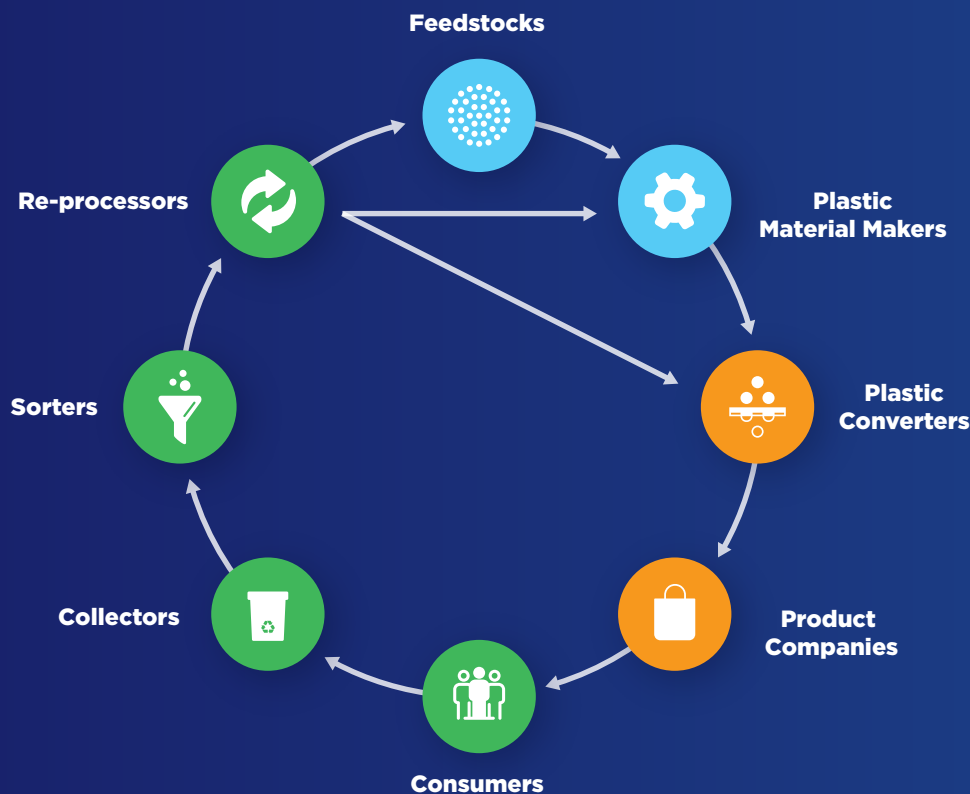 Feedstocks
Re-processors
Plastic
Material Makers
Sorters
Plastic
Converters
Collectors
Product
Companies
Consumers